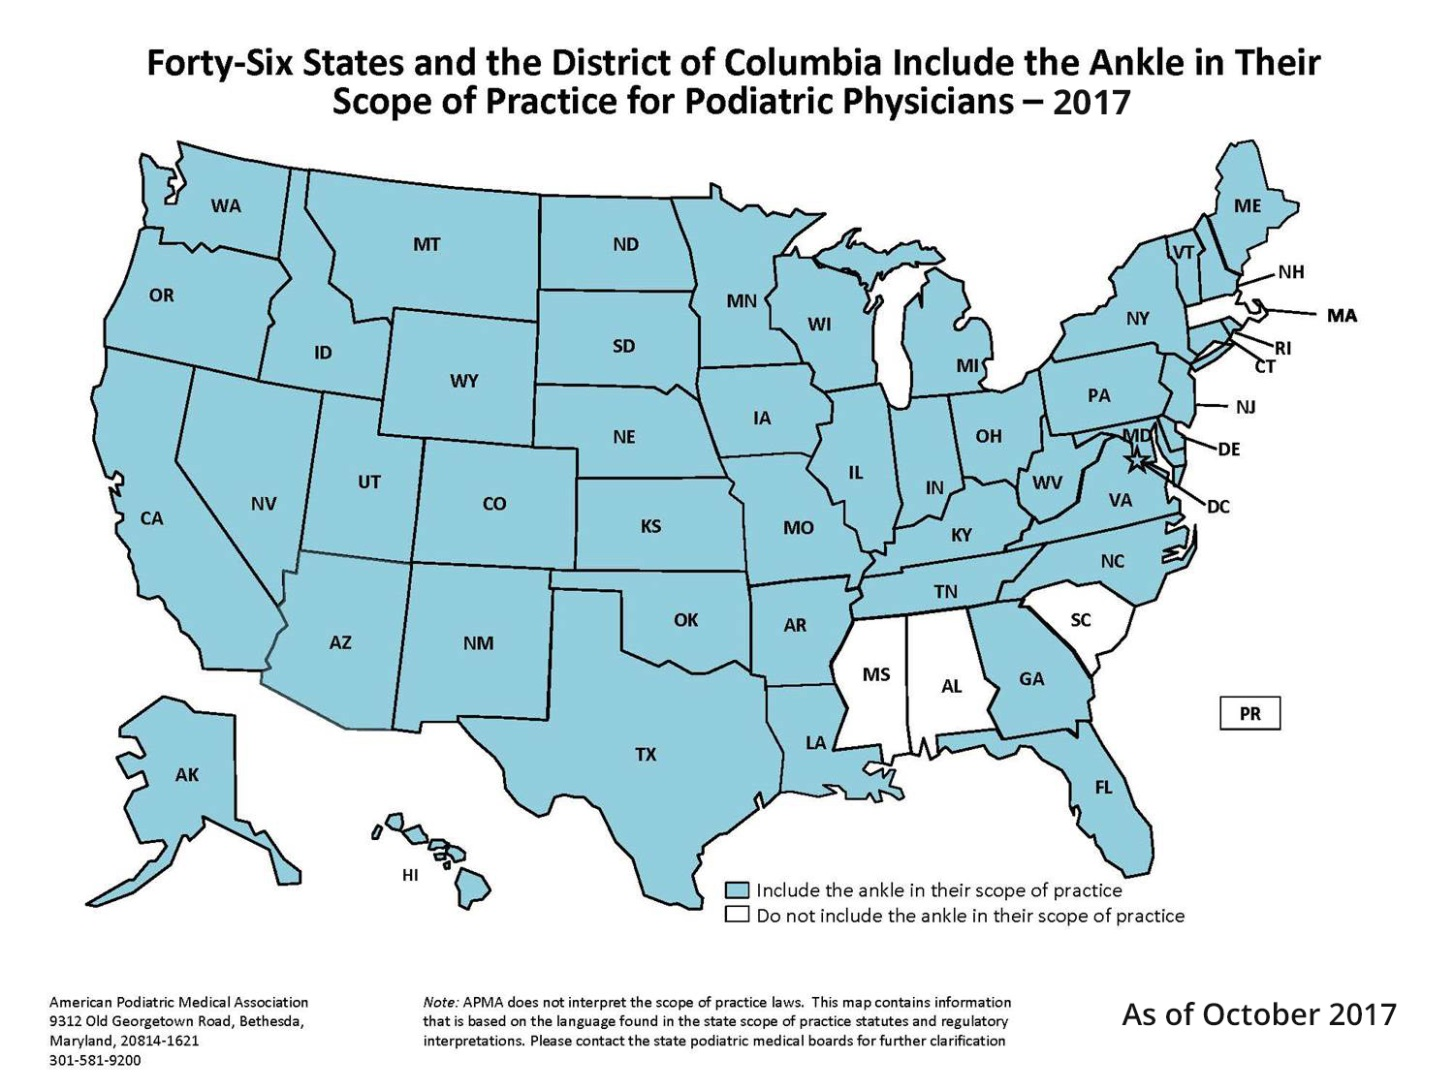 Forty-Six States and the District of Columbia Include the Ankle in Their
Scope of Practice for Podiatric Physicians – 2017
WA
MT
ND
MN
ME
VT
NH
OR
ID
WY
SD
WI
MI
NY
MA
RI
CT
IA
PA
NJ
NE
OH
MD
DE
NV
UT
CO
IL
IN
WV
VA
DC
CA
KS
MO
KY
NC
AZ
NM
OK
AR
TN
SC
MS
AL
GA
PR
TX
LA
FL
AK
HI
Include the ankle in their scope of practice
Do not include the ankle in their scope of practice
American Podiatric Medical Association
9312 Old Georgetown Road, Bethesda,
Maryland, 20814-1621
301-581-9200
Note: APMA does not interpret the scope of practice laws. This map contains information
that is based on the language found in the state scope of practice statutes and regulatory
interpretations. Please contact the state podiatric medical boards for further clarification
As of October 2017